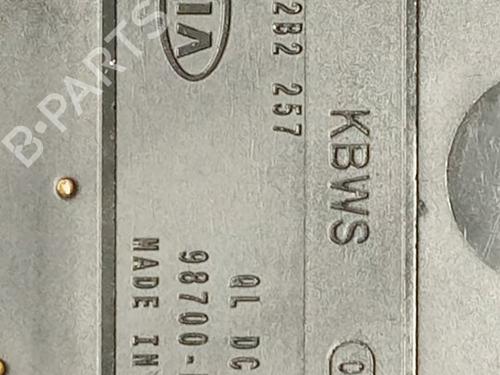 KBWS
2B2 257
QL DC
98700-
MADE IN
B-PARTS